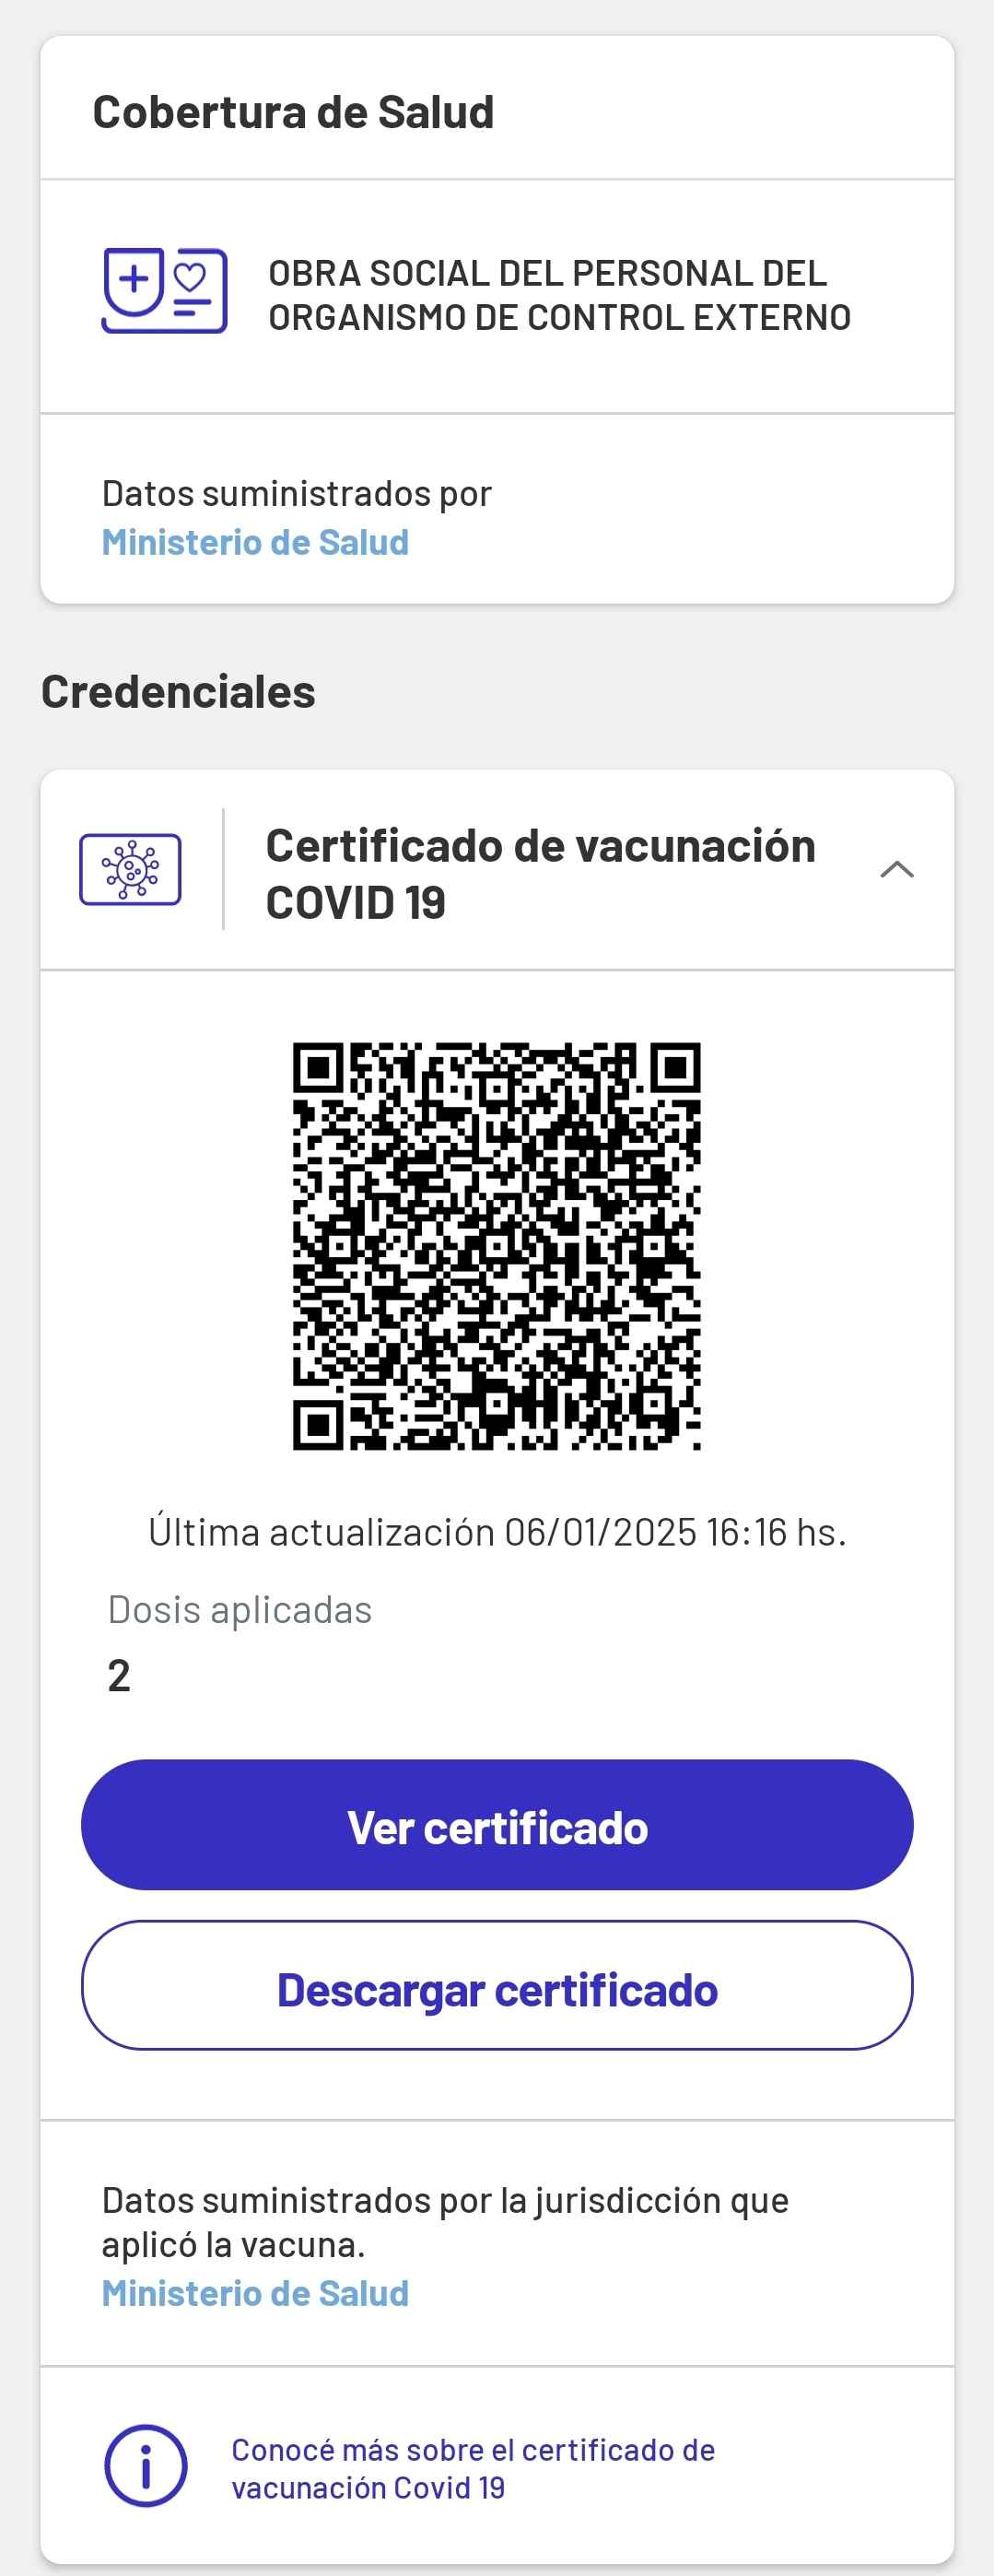 Cobertura de Salud
OBRA SOCIAL DEL PERSONAL DEL
ORGANISMO DE CONTROL EXTERNO
Datos suministrados por
Ministerio de Salud
Credenciales
Certificado de vacunación
COVID 19
Última actualización 06/01/2025 16:16 hs.
Dosis aplicadas
2
Ver certificado
Descargar certificado
Datos suministrados por la jurisdicción que
aplicó la vacuna.
Ministerio de Salud
Conocé más sobre el certificado de
vacunación Covid 19